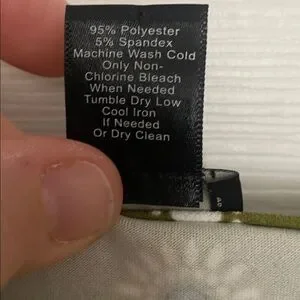 95% Polyester
5% Spandex
Machine Wash Cold
Only Non-
Chlorine Bleach
When Needed
Tumble Dry Low
Cool Iron
If Needed
Or Dry Clean